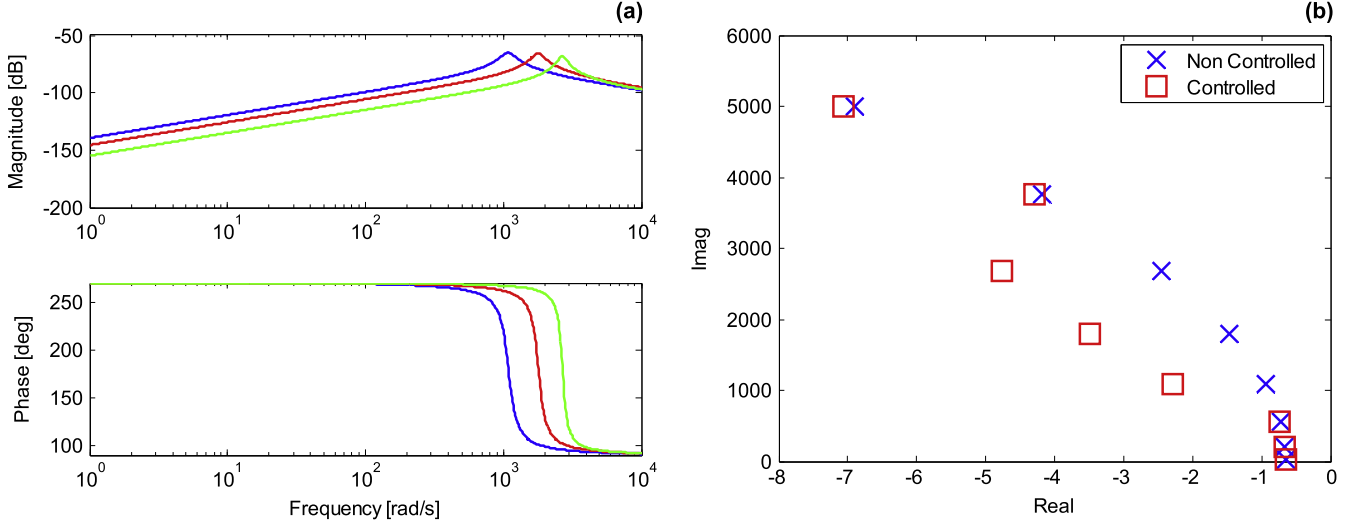 (a)
-50
-100
-150
-200
Magnitude [dB]
10^0 10^1 10^2 10^3 10^4
250
200
150
100
Phase [deg]
10^0 10^1 10^2 10^3 10^4
Frequency [rad/s]
(b)
6000
5000
4000
3000
2000
1000
0
Imag
Non Controlled
Controlled
-8 -7 -6 -5 -4 -3 -2 -1 0
Real